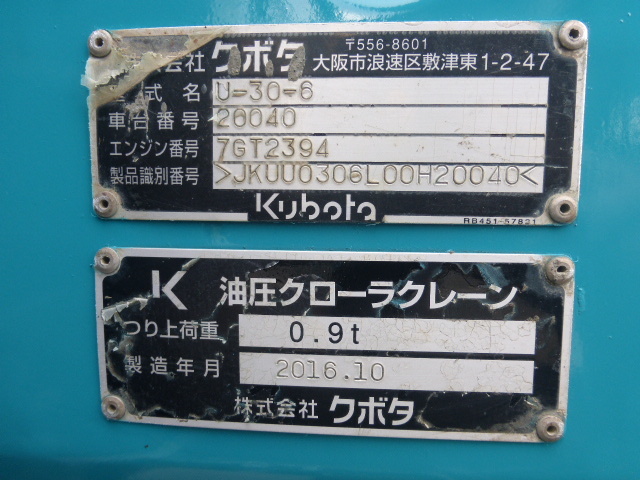 会社 クボタ
〒556-8601
大阪市浪速区敷津東1-2-47
式 名 U-30-6
車台番号 20040
エンジン番号 7GT2394
製品識別番号 >JKUU0306L00H20040<
Kubota
RB451-57821
K 油圧クローラクレーン
つり上荷重 0.9t
製造年月 2016.10
株式会社 クボタ